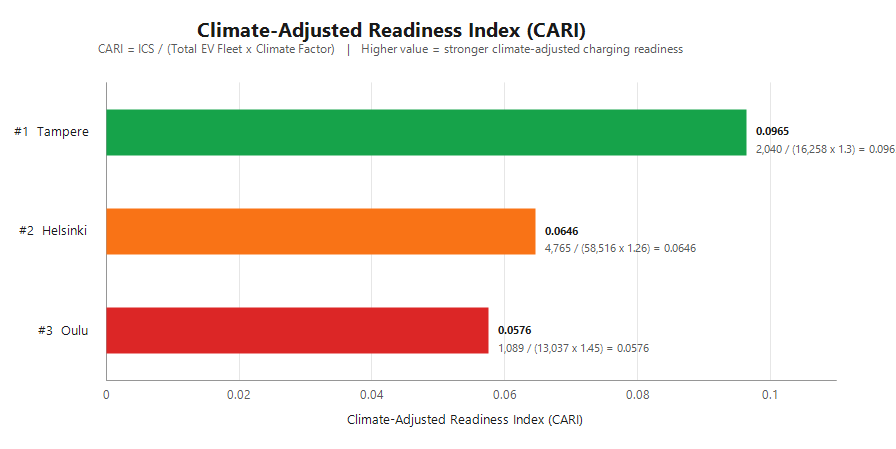 Climate-Adjusted Readiness Index (CARI)
CARI = ICS / (Total EV Fleet x Climate Factor) | Higher value = stronger climate-adjusted charging readiness
#1 Tampere
0.0965
2,040 / (16,258 x 1.3) = 0.096
#2 Helsinki
0.0646
4,765 / (58,516 x 1.26) = 0.0646
#3 Oulu
0.0576
1,089 / (13,037 x 1.45) = 0.0576
0 0.02 0.04 0.06 0.08 0.1
Climate-Adjusted Readiness Index (CARI)